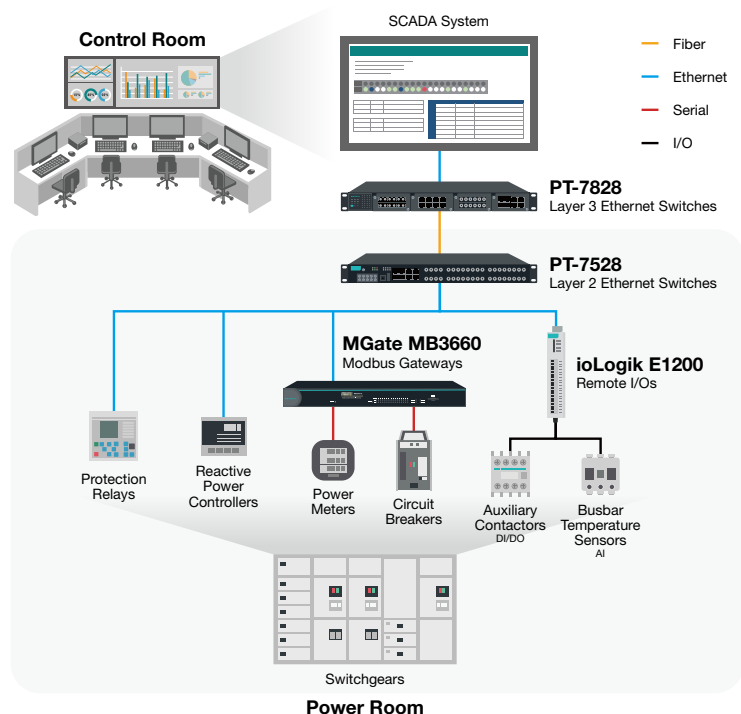 SCADA System
Control Room
Fiber
Ethernet
Serial
I/O
PT-7828
Layer 3 Ethernet Switches
PT-7528
Layer 2 Ethernet Switches
MGate MB3660
Modbus Gateways
ioLogik E1200
Remote I/Os
Protection
Relays
Reactive
Power
Controllers
Power
Meters
Circuit
Breakers
Auxiliary
Contactors
DI/DO
Busbar
Temperature
Sensors
AI
Switchgears
Power Room